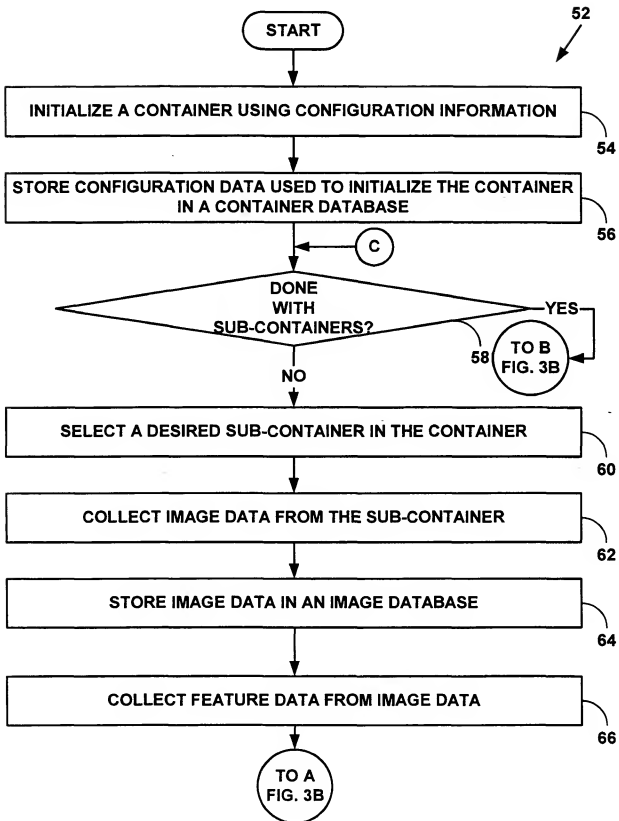 52
START
INITIALIZE A CONTAINER USING CONFIGURATION INFORMATION
54
STORE CONFIGURATION DATA USED TO INITIALIZE THE CONTAINER
IN A CONTAINER DATABASE
56
C
DONE
WITH
SUB-CONTAINERS?
YES
58
TO B
FIG. 3B
NO
SELECT A DESIRED SUB-CONTAINER IN THE CONTAINER
60
COLLECT IMAGE DATA FROM THE SUB-CONTAINER
62
STORE IMAGE DATA IN AN IMAGE DATABASE
64
COLLECT FEATURE DATA FROM IMAGE DATA
66
TO A
FIG. 3B